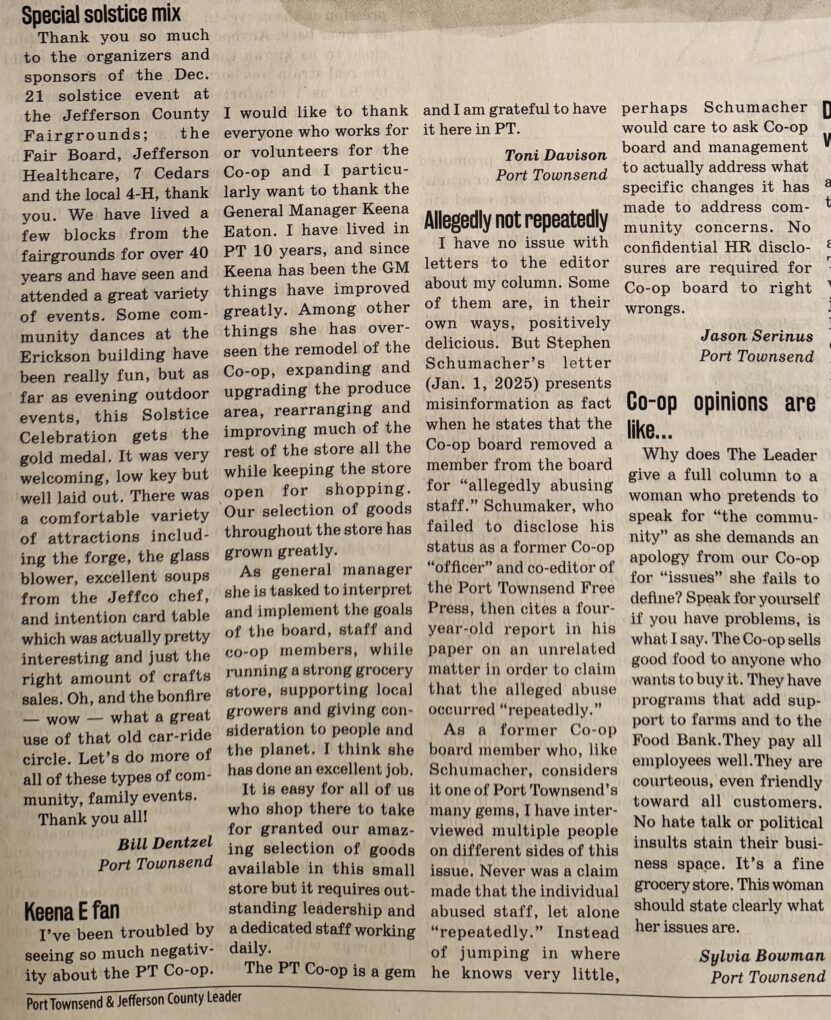 Special solstice mix
Thank you so much
to the organizers and
sponsors of the Dec.
21 solstice event at
the Jefferson County
Fairgrounds; the
Fair Board, Jefferson
Healthcare, 7 Cedars
and the local 4-H, thank
you. We have lived a
few blocks from the
fairgrounds for over 40
years and have seen and
attended a great variety
of events. Some com-
munity dances at the
Erickson building have
been really fun, but as
far as evening outdoor
events, this Solstice
Celebration gets the
gold medal. It was very
welcoming, low key but
well laid out. There was
a comfortable variety
of attractions includ-
ing the forge, the glass
blower, excellent soups
from the Jeffco chef,
and intention card table
which was actually pretty
interesting and just the
right amount of crafts
sales. Oh, and the bonfire
— wow — what a great
use of that old car-ride
circle. Let's do more of
all of these types of com-
munity, family events.
Thank you all!
Bill Dentzel
Port Townsend
Keena E fan
I've been troubled by
seeing so much negativ-
ity about the PT Co-op.
I would like to thank
everyone who works for
or volunteers for the
Co-op and I particu-
larly want to thank the
General Manager Keena
Eaton. I have lived in
PT 10 years, and since
Keena has been the GM
things have improved
greatly. Among other
things she has over-
seen the remodel of the
Co-op, expanding and
upgrading the produce
area, rearranging and
improving much of the
rest of the store all the
while keeping the store
open for shopping.
Our selection of goods
throughout the store has
grown greatly.
As general manager
she is tasked to interpret
and implement the goals
of the board, staff and
co-op members, while
running a strong grocery
store, supporting local
growers and giving con-
sideration to people and
the planet. I think she
has done an excellent job.
It is easy for all of us
who shop there to take
for granted our amaz-
ing selection of goods
available in this small
store but it requires out-
standing leadership and
a dedicated staff working
daily.
The PT Co-op is a gem
and I am grateful to have
it here in PT.
Toni Davison
Port Townsend
Allegedly not repeatedly
I have no issue with
letters to the editor
about my column. Some
of them are, in their
own ways, positively
delicious. But Stephen
Schumacher's letter
(Jan. 1, 2025) presents
misinformation as fact
when he states that the
Co-op board removed a
member from the board
for "allegedly abusing
staff." Schumaker, who
failed to disclose his
status as a former Co-op
"officer" and co-editor of
the Port Townsend Free
Press, then cites a four-
year-old report in his
paper on an unrelated
matter in order to claim
that the alleged abuse
occurred "repeatedly."
As a former Co-op
board member who, like
Schumacher, considers
it one of Port Townsend's
many gems, I have inter-
viewed multiple people
on different sides of this
issue. Never was a claim
made that the individual
abused staff, let alone
"repeatedly." Instead
of jumping in where
he knows very little,
perhaps Schumacher
would care to ask Co-op
board and management
to actually address what
specific changes it has
made to address com-
munity concerns. No
confidential HR disclo-
sures are required for
Co-op board to right
wrongs.
Jason Serinus
Port Townsend
Co-op opinions are
like...
Why does The Leader
give a full column to a
woman who pretends to
speak for "the commu-
nity" as she demands an
apology from our Co-op
for "issues" she fails to
define? Speak for yourself
if you have problems, is
what I say. The Co-op sells
good food to anyone who
wants to buy it. They have
programs that add sup-
port to farms and to the
Food Bank.They pay all
employees well.They are
courteous, even friendly
toward all customers.
No hate talk or political
insults stain their busi-
ness space. It's a fine
grocery store. This woman
should state clearly what
her issues are.
Sylvia Bowman
Port Townsend
Port Townsend & Jefferson County Leader